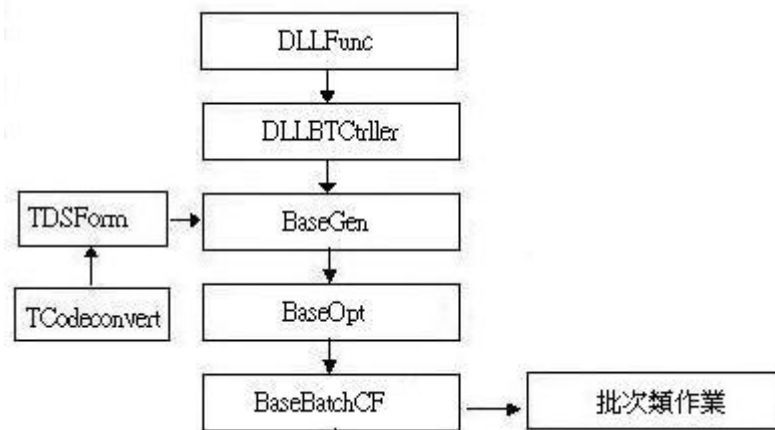 DLLFunc
DLLBTCtrller
TDSForm
BaseGen
TCodeconvert
BaseOpt
BaseBatchCF
批次類作業